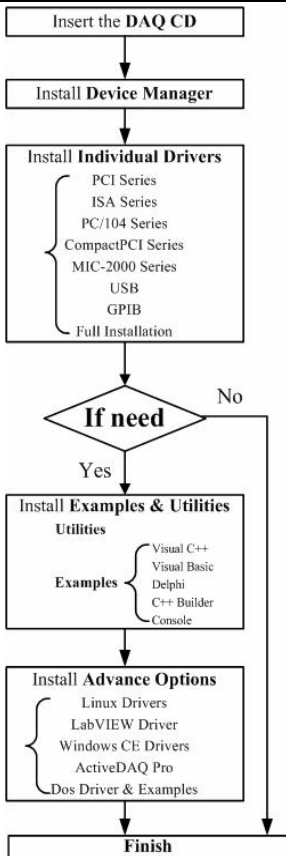 Insert the DAQ CD
Install Device Manager
Install Individual Drivers
PCI Series
ISA Series
PC/104 Series
CompactPCI Series
MIC-2000 Series
USB
GPIB
Full Installation
If need
No
Yes
Install Examples & Utilities
Utilities
Examples
Visual C++
Visual Basic
Delphi
C++ Builder
Console
Install Advance Options
Linux Drivers
LabVIEW Driver
Windows CE Drivers
ActiveDAQ Pro
Dos Driver & Examples
Finish